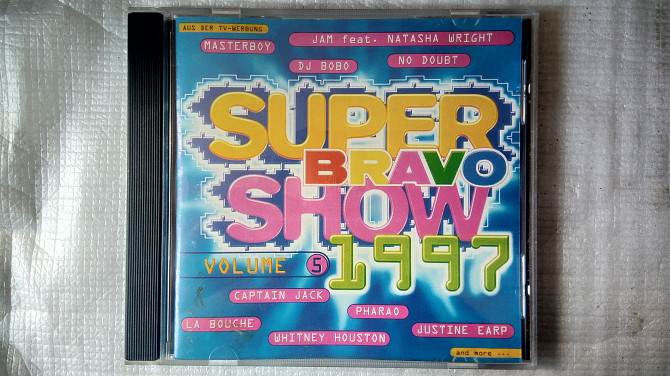 AUS DER TV-WERBUNG
MASTERBOY
JAM feat. NATASHA WRIGHT
DJ BOBO
NO DOUBT
SUPER
BRAVO
SHOW
1997
VOLUME 5
CAPTAIN JACK
PHARAO
LA BOUCHE
WHITNEY HOUSTON
JUSTINE EARP
and more ---